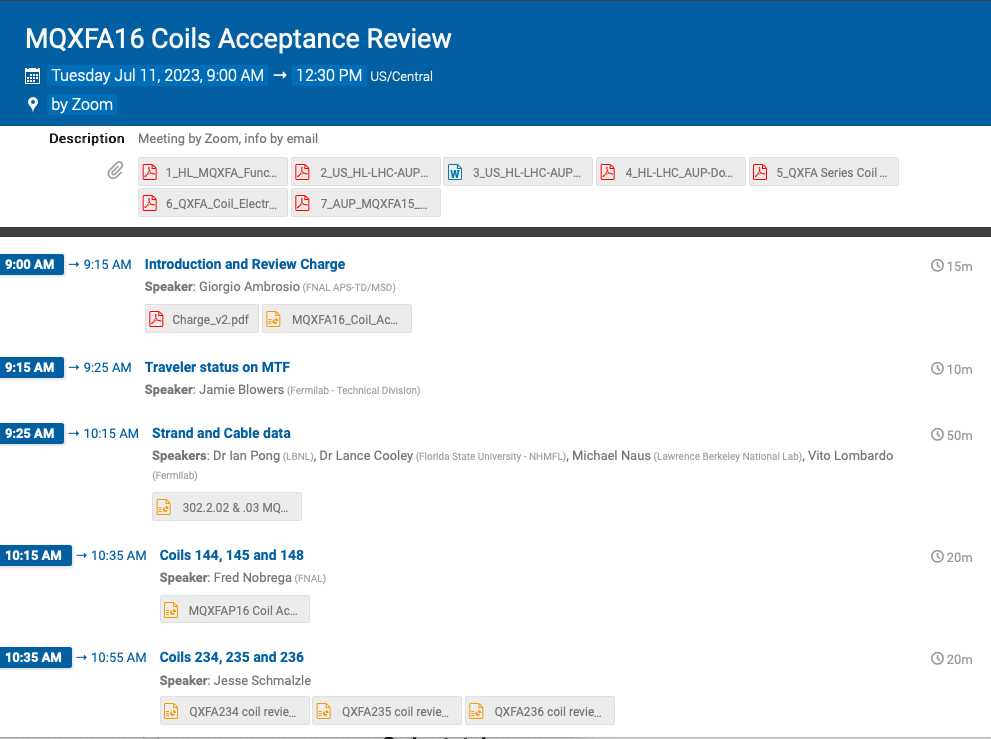 MQXFA16 Coils Acceptance Review
Tuesday Jul 11, 2023, 9:00 AM → 12:30 PM US/Central
by Zoom
Description Meeting by Zoom, info by email
1_HL_MQXFA_Func... 2_US_HL-LHC-AUP... 3_US_HL-LHC-AUP... 4_HL-LHC_AUP-Do... 5_QXFA Series Coil ...
6_QXFA_Coil_Electr... 7_AUP_MQXFA15_...
9:00 AM → 9:15 AM Introduction and Review Charge 15m
Speaker: Giorgio Ambrosio (FNAL APS-TD/MSD)
Charge_v2.pdf MQXFA16_Coil_Ac...
9:15 AM → 9:25 AM Traveler status on MTF 10m
Speaker: Jamie Blowers (Fermilab - Technical Division)
9:25 AM → 10:15 AM Strand and Cable data 50m
Speakers: Dr Ian Pong (LBNL), Dr Lance Cooley (Florida State University - NHMFL), Michael Naus (Lawrence Berkeley National Lab), Vito Lombardo
(Fermilab)
302.2.02 & .03 MQ...
10:15 AM → 10:35 AM Coils 144, 145 and 148 20m
Speaker: Fred Nobrega (FNAL)
MQXFAP16 Coil Ac...
10:35 AM → 10:55 AM Coils 234, 235 and 236 20m
Speaker: Jesse Schmalzle
QXFA234 coil revie... QXFA235 coil revie... QXFA236 coil revie...